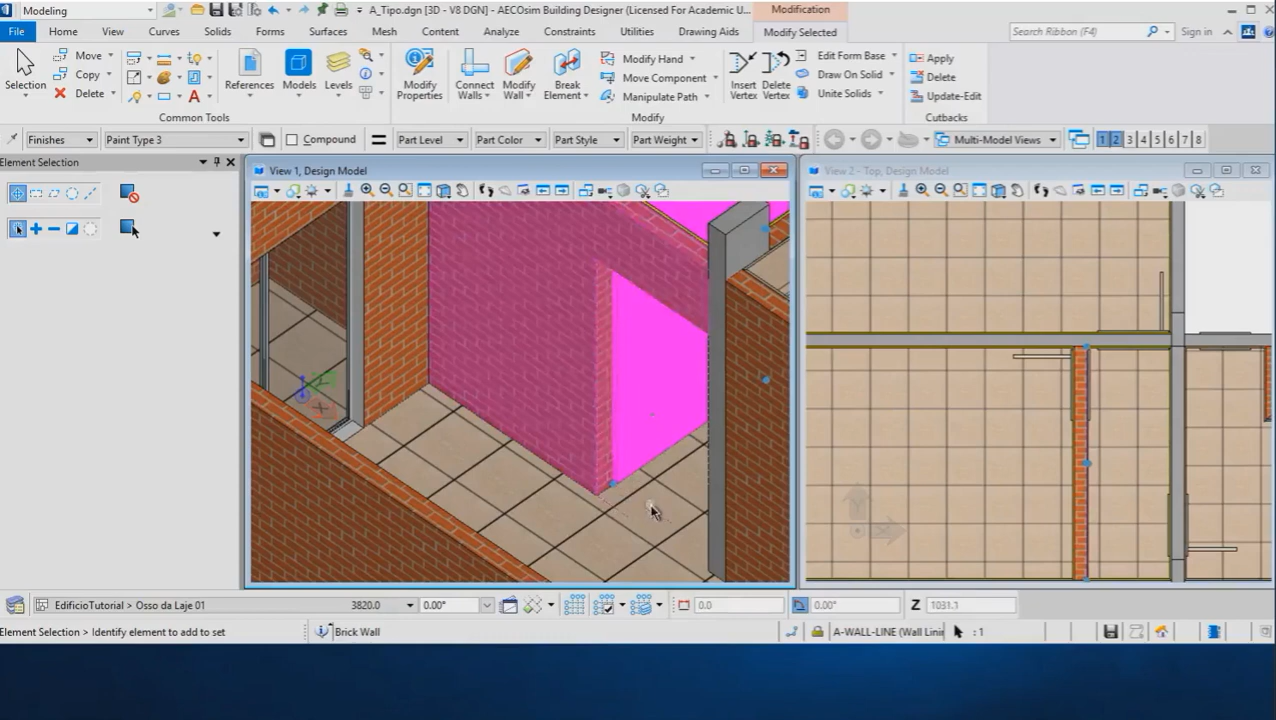 Modeling
A_Tipo.dgn [3D - V8 DGN] - AECOsim Building Designer (Licensed For Academic U...
Modification
File Home View Curves Solids Forms Surfaces Mesh Content Analyze Constraints Utilities Drawing Aids Modify Selected
Search Ribbon (F4) Sign in
Selection
Move
Copy
Delete
References
Models
Levels
Common Tools
Modify Properties
Connect Walls
Modify Wall
Break Element
Modify Hand
Move Component
Manipulate Path
Insert Vertex
Delete Vertex
Edit Form Base
Draw On Solid
Unite Solids
Modify
Apply
Delete
Update-Edit
Cutbacks
Finishes Paint Type 3 Compound Part Level Part Color Part Style Part Weight Multi-Model Views 1 2 3 4 5 6 7 8
Element Selection
View 1, Design Model
View 2 - Top, Design Model
EdificioTutorial > Osso da Laje 01 3820.0 0.00° 0.0 0.00° Z 1031.1
Element Selection > Identify element to add to set Brick Wall A-WALL-LINE (Wall Linin : 1